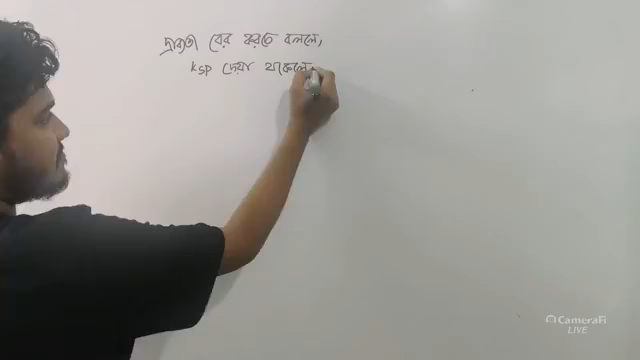 দ্রাব্যতা বের করতে বললে,
ksp দেয়া থাকলে,
CameraFi
LIVE